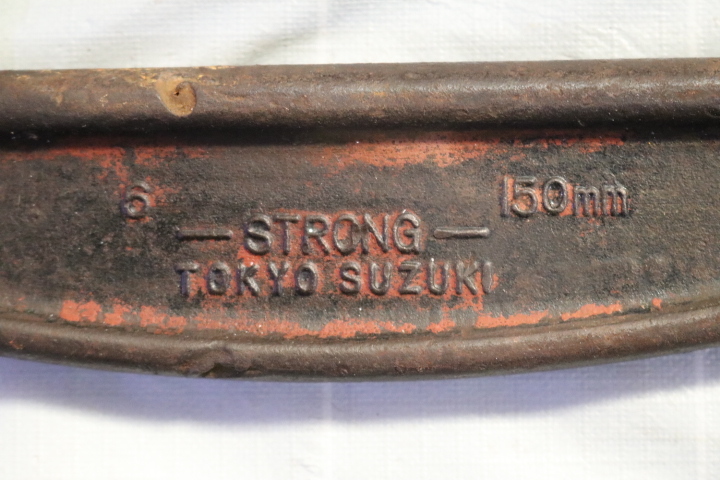 6 150mm
— STRONG —
TOKYO SUZUKI